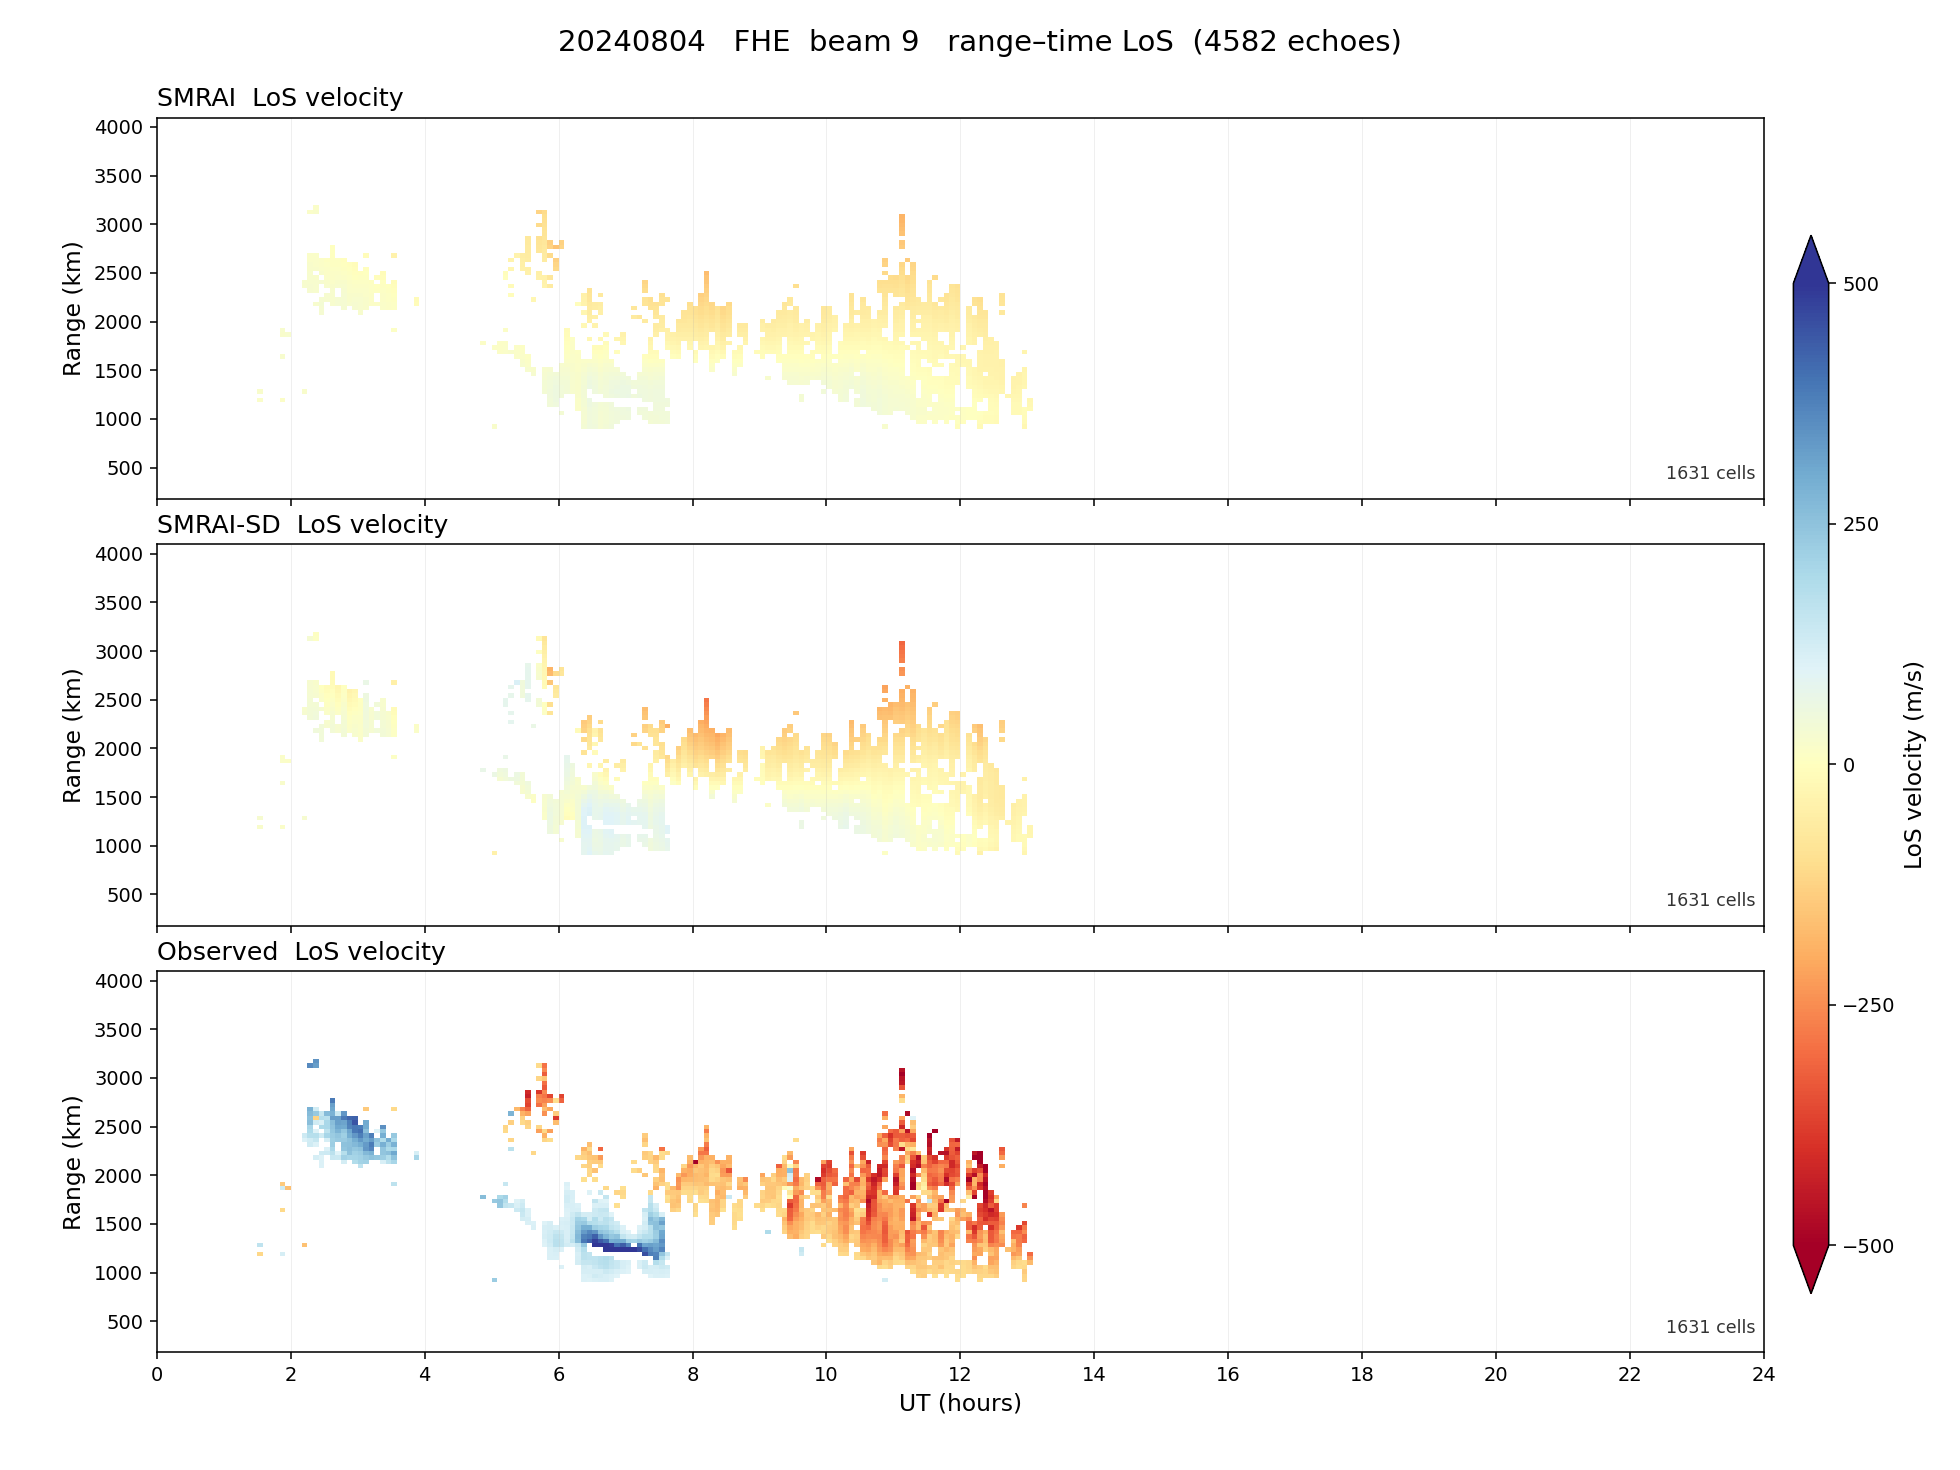 20240804   FHE  beam 9   range–time LoS  (4582 echoes)
SMRAI  LoS velocity
4000
3500
3000
2500
2000
1500
1000
500
Range (km)
1631 cells
SMRAI-SD  LoS velocity
4000
3500
3000
2500
2000
1500
1000
500
Range (km)
1631 cells
Observed  LoS velocity
4000
3500
3000
2500
2000
1500
1000
500
Range (km)
1631 cells
0 2 4 6 8 10 12 14 16 18 20 22 24
UT (hours)
500
250
0
−250
−500
LoS velocity (m/s)